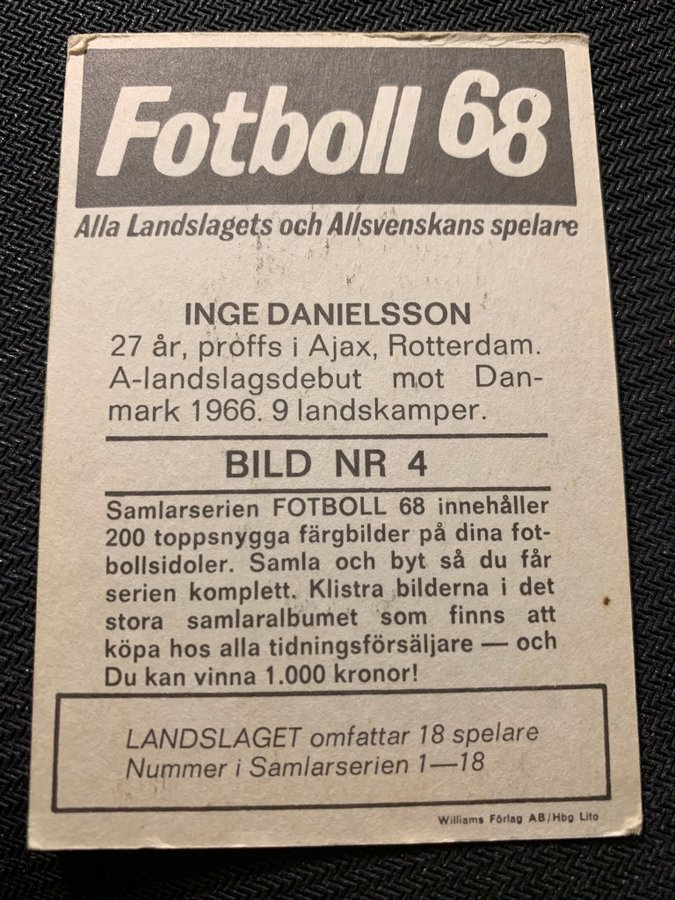 Fotboll 68
Alla Landslagets och Allsvenskans spelare
INGE DANIELSSON
27 år, proffs i Ajax, Rotterdam.
A-landslagsdebut mot Dan-
mark 1966. 9 landskamper.
BILD NR 4
Samlarserien FOTBOLL 68 innehåller
200 toppsnygga färgbilder på dina fot-
bollsidoler. Samla och byt så du får
serien komplett. Klistra bilderna i det
stora samlaralbumet som finns att
köpa hos alla tidningsförsäljare — och
Du kan vinna 1.000 kronor!
LANDSLAGET omfattar 18 spelare
Nummer i Samlarserien 1—18
Williams Förlag AB/Hbg Lito